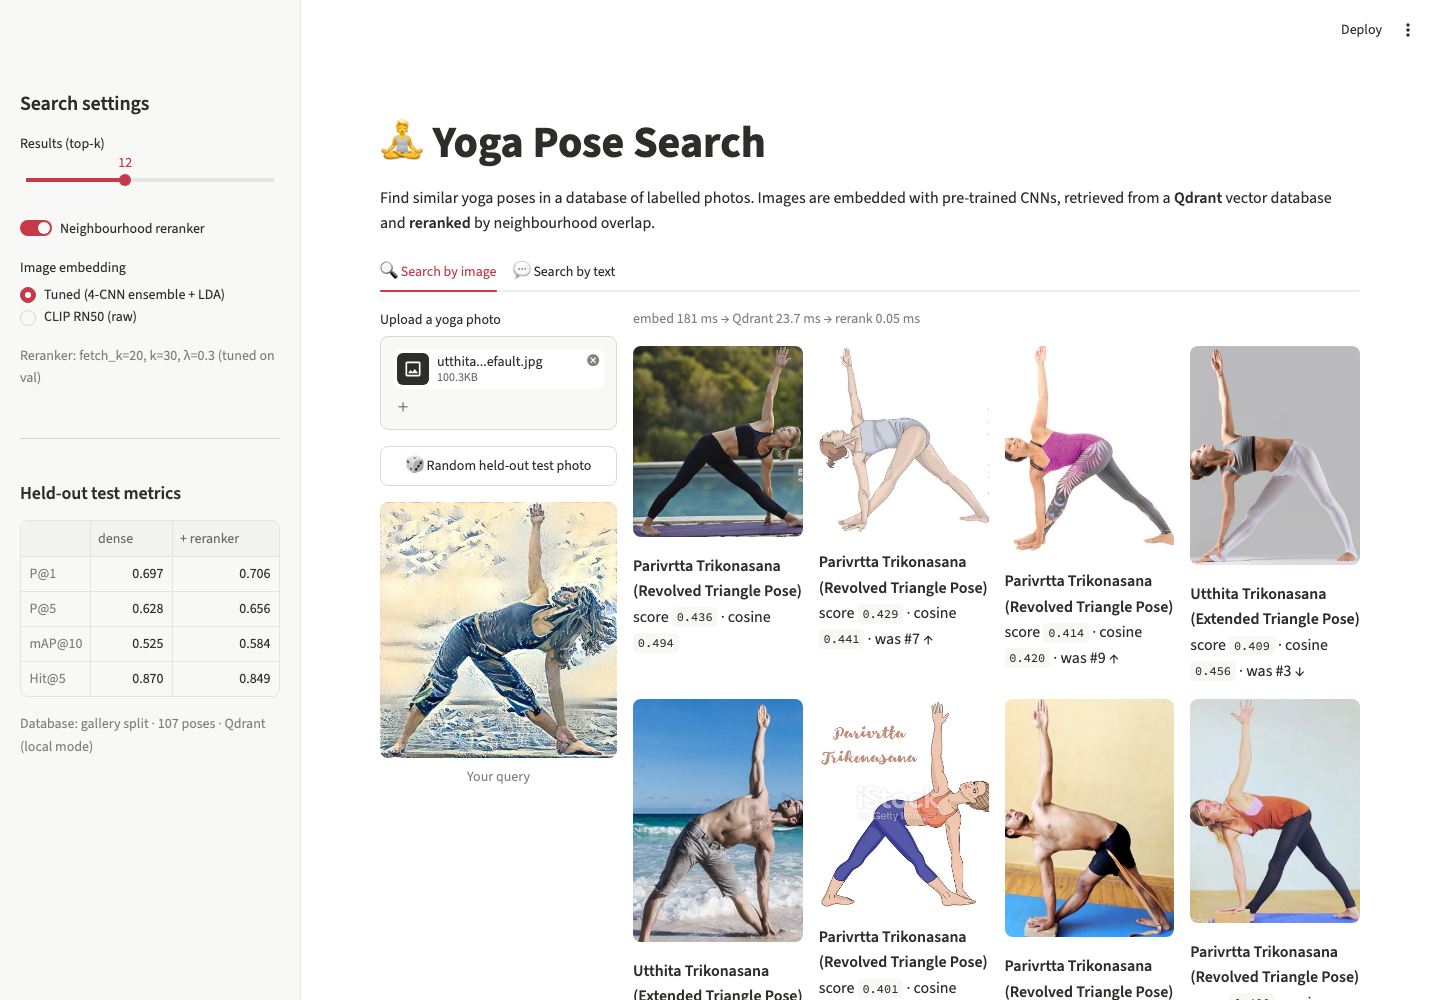 Deploy
Search settings
Results (top-k)
12
Neighbourhood reranker
Image embedding
Tuned (4-CNN ensemble + LDA)
CLIP RN50 (raw)
Reranker: fetch_k=20, k=30, λ=0.3 (tuned on
val)
Held-out test metrics
dense + reranker
P@1 0.697 0.706
P@5 0.628 0.656
mAP@10 0.525 0.584
Hit@5 0.870 0.849
Database: gallery split · 107 poses · Qdrant
(local mode)
Yoga Pose Search
Find similar yoga poses in a database of labelled photos. Images are embedded with pre-trained CNNs, retrieved from a Qdrant vector database
and reranked by neighbourhood overlap.
Search by image
Search by text
Upload a yoga photo
utthita...efault.jpg
100.3KB
Random held-out test photo
Your query
embed 181 ms → Qdrant 23.7 ms → rerank 0.05 ms
Parivrtta Trikonasana
(Revolved Triangle Pose)
score 0.436 · cosine
0.494
Parivrtta Trikonasana
(Revolved Triangle Pose)
score 0.429 · cosine
0.441 · was #7 ↑
Parivrtta Trikonasana
(Revolved Triangle Pose)
score 0.414 · cosine
0.420 · was #9 ↑
Utthita Trikonasana
(Extended Triangle Pose)
score 0.409 · cosine
0.456 · was #3 ↓
Utthita Trikonasana
(Extended Triangle Pose)
Parivrtta
Trikonasana
iStock
Parivrtta Trikonasana
(Revolved Triangle Pose)
score 0.401 · cosine
Parivrtta Trikonasana
(Revolved Triangle Pose)
Parivrtta Trikonasana
(Revolved Triangle Pose)